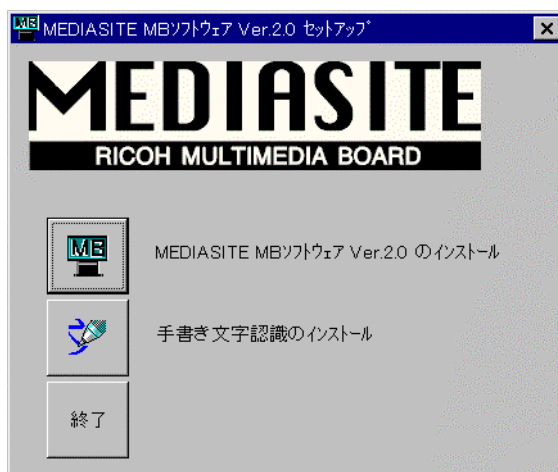 MB MEDIASITE MBソフトウェア Ver.2.0 セットアップ
MEDIASITE
RICOH MULTIMEDIA BOARD
MB MEDIASITE MBソフトウェア Ver.2.0 のインストール
手書き文字認識のインストール
終了